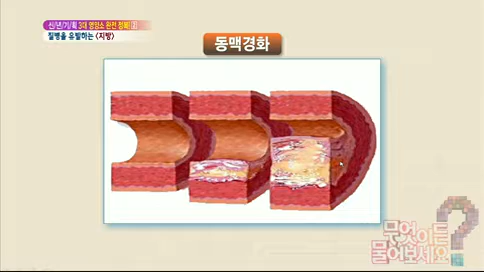 신/년/기/획 3대 영양소 완전 정복! 2
질병을 유발하는 <지방>
동맥경화
무엇이든
물어보세요